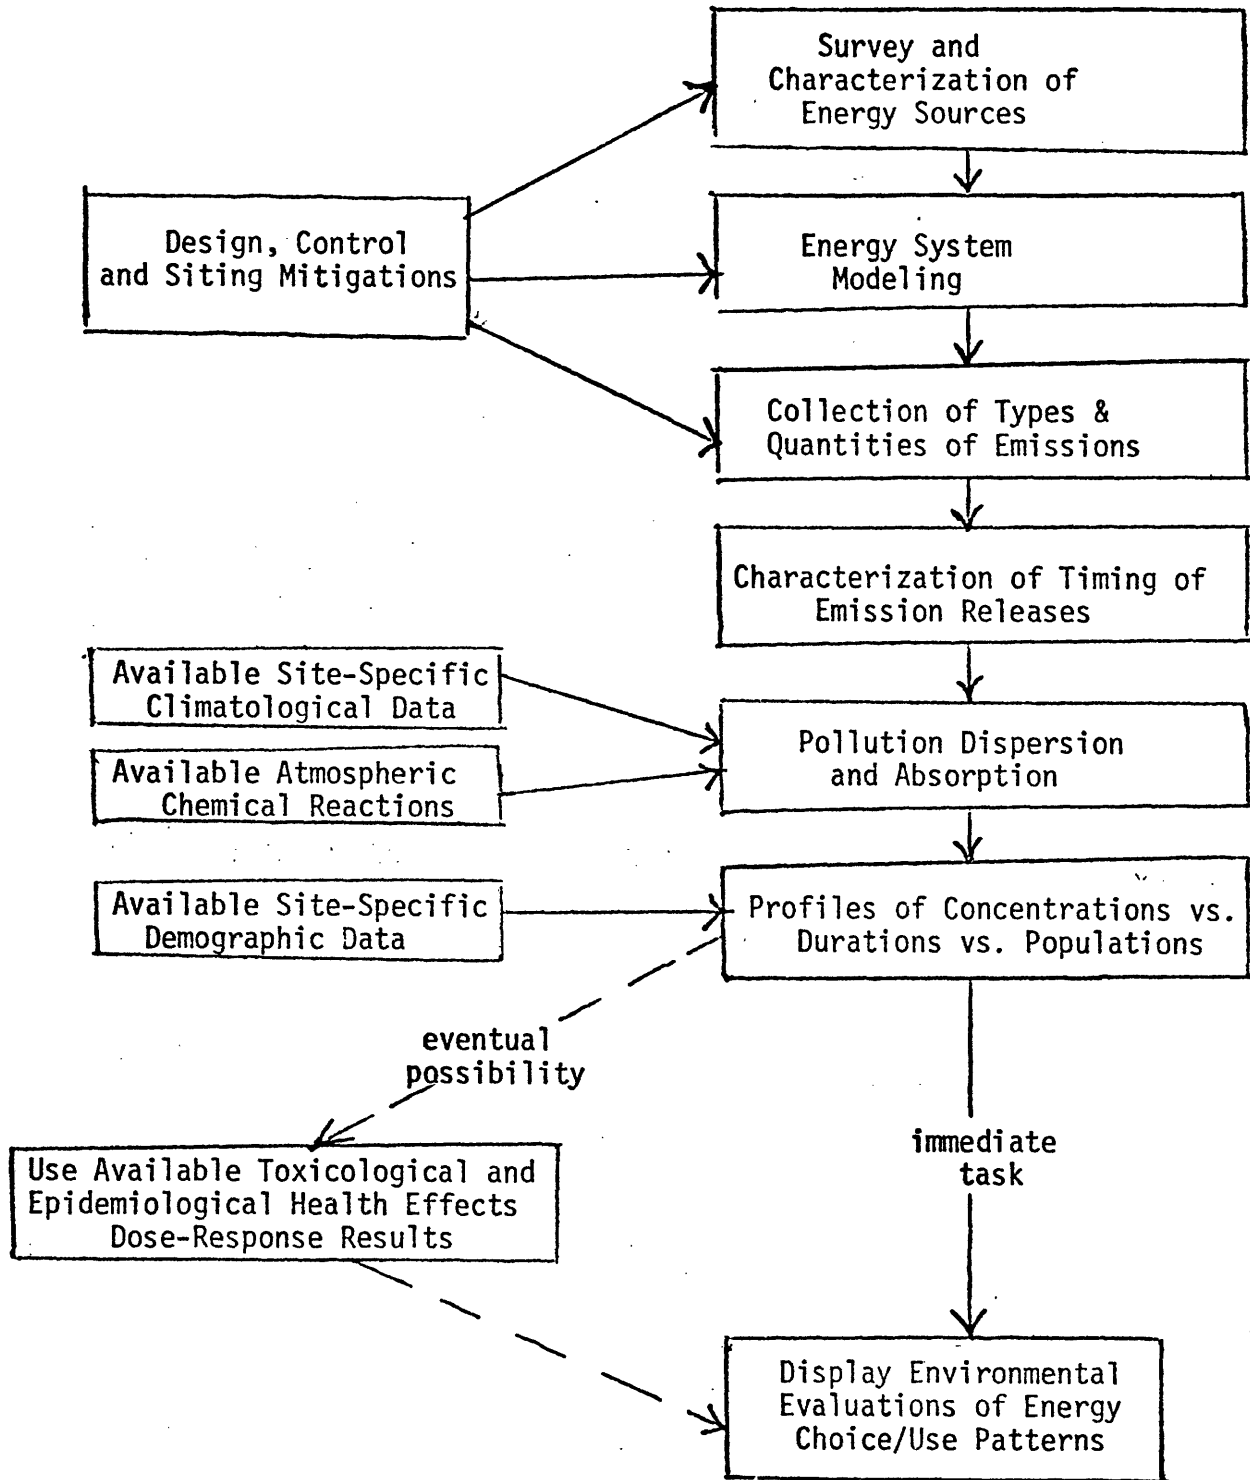 Survey and
Characterization of
Energy Sources
Design, Control
and Siting Mitigations
Energy System
Modeling
Collection of Types &
Quantities of Emissions
Characterization of Timing of
Emission Releases
Available Site-Specific
Climatological Data
Available Atmospheric
Chemical Reactions
Pollution Dispersion
and Absorption
Available Site-Specific
Demographic Data
Profiles of Concentrations vs.
Durations vs. Populations
eventual
possibility
immediate
task
Use Available Toxicological and
Epidemiological Health Effects
Dose-Response Results
Display Environmental
Evaluations of Energy
Choice/Use Patterns